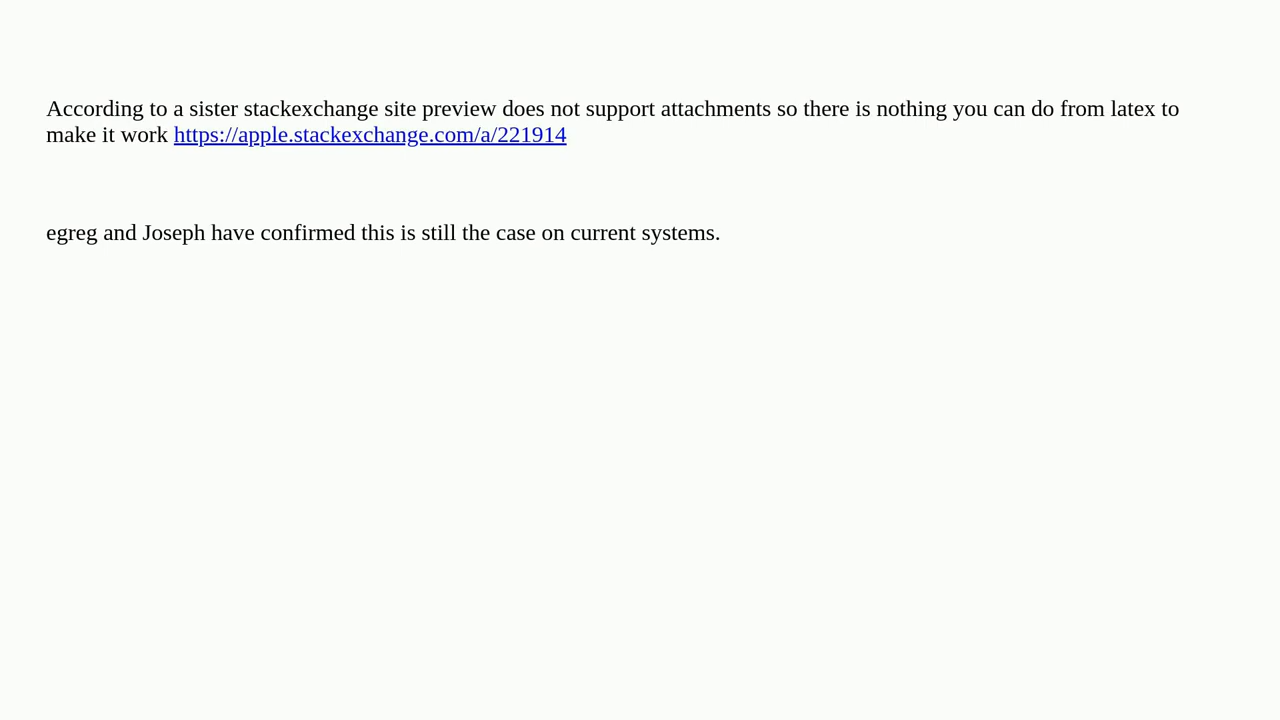 According to a sister stackexchange site preview does not support attachments so there is nothing you can do from latex to
make it work https://apple.stackexchange.com/a/221914
egreg and Joseph have confirmed this is still the case on current systems.